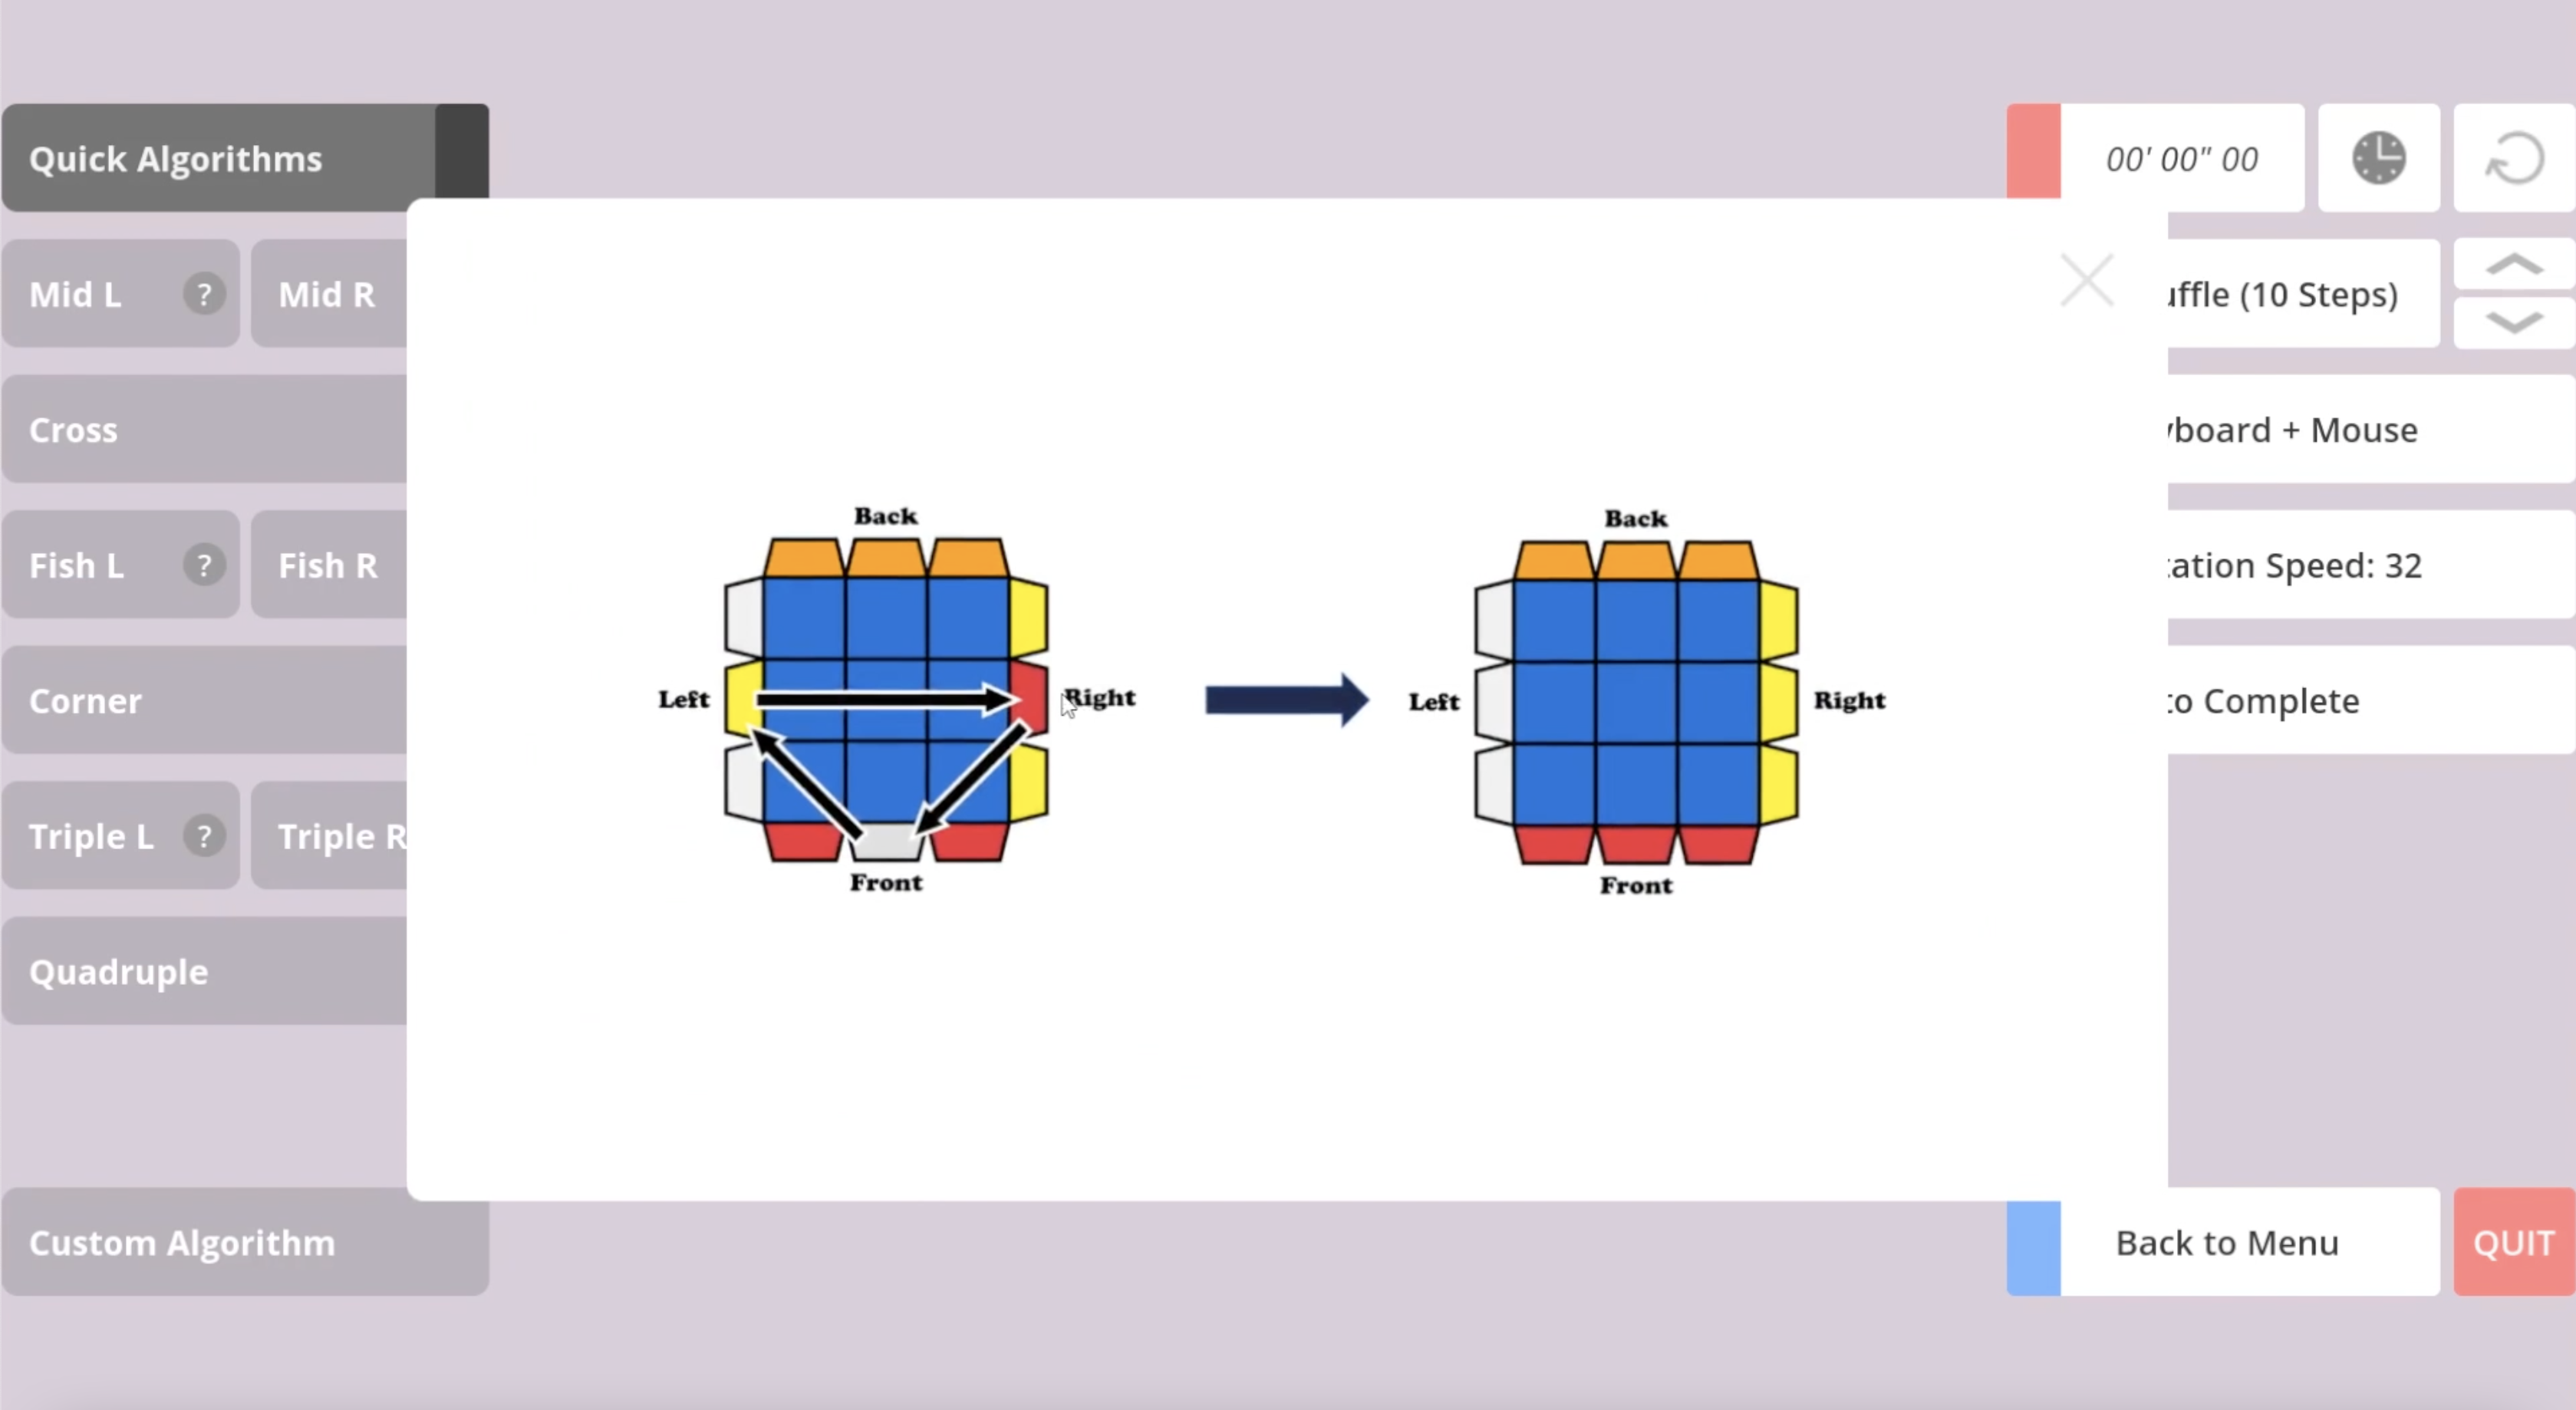 Quick Algorithms
00' 00" 00
Mid L ?
Mid R
uffle (10 Steps)
Cross
board + Mouse
Fish L ?
Fish R
ation Speed: 32
Corner
to Complete
Triple L ?
Triple R
Quadruple
Back
Left
Right
Front
Back
Left
Right
Front
Custom Algorithm
Back to Menu
QUIT